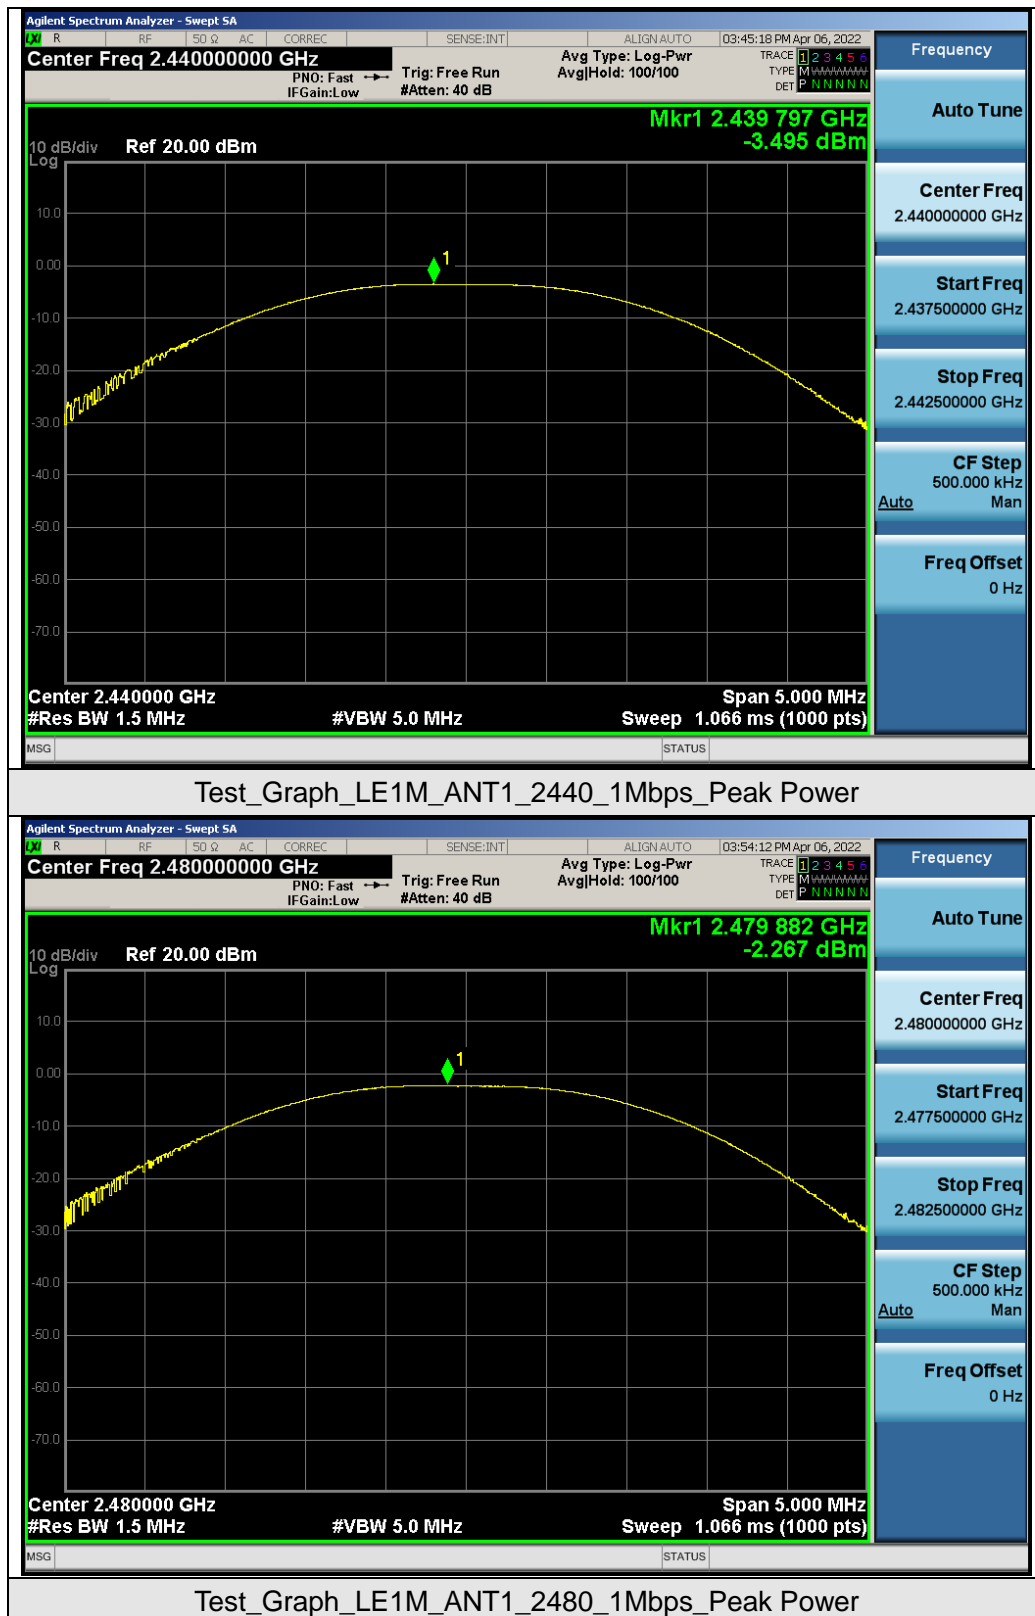 Agilent Spectrum Analyzer - Swept SA
LXI R RF 50 Ω AC CORREC SENSE:INT ALIGN AUTO 03:45:18 PM Apr 06, 2022
Center Freq 2.440000000 GHz
PNO: Fast
IFGain:Low
Trig: Free Run
#Atten: 40 dB
Avg Type: Log-Pwr
Avg|Hold: 100/100
TRACE 1 2 3 4 5 6
TYPE M WWWWW
DET P N N N N N
Mkr1 2.439 797 GHz
-3.495 dBm
10 dB/div Ref 20.00 dBm
Log
10.0
1
0.00
-10.0
-20.0
-30.0
-40.0
-50.0
-60.0
-70.0
Center 2.440000 GHz Span 5.000 MHz
#Res BW 1.5 MHz #VBW 5.0 MHz Sweep 1.066 ms (1000 pts)
MSG STATUS
Frequency
Auto Tune
Center Freq
2.440000000 GHz
Start Freq
2.437500000 GHz
Stop Freq
2.442500000 GHz
CF Step
500.000 kHz
Auto Man
Freq Offset
0 Hz
Test_Graph_LE1M_ANT1_2440_1Mbps_Peak Power
Agilent Spectrum Analyzer - Swept SA
LXI R RF 50 Ω AC CORREC SENSE:INT ALIGN AUTO 03:54:12 PM Apr 06, 2022
Center Freq 2.480000000 GHz
PNO: Fast
IFGain:Low
Trig: Free Run
#Atten: 40 dB
Avg Type: Log-Pwr
Avg|Hold: 100/100
TRACE 1 2 3 4 5 6
TYPE M WWWWW
DET P N N N N N
Mkr1 2.479 882 GHz
-2.267 dBm
10 dB/div Ref 20.00 dBm
Log
10.0
1
0.00
-10.0
-20.0
-30.0
-40.0
-50.0
-60.0
-70.0
Center 2.480000 GHz Span 5.000 MHz
#Res BW 1.5 MHz #VBW 5.0 MHz Sweep 1.066 ms (1000 pts)
MSG STATUS
Frequency
Auto Tune
Center Freq
2.480000000 GHz
Start Freq
2.477500000 GHz
Stop Freq
2.482500000 GHz
CF Step
500.000 kHz
Auto Man
Freq Offset
0 Hz
Test_Graph_LE1M_ANT1_2480_1Mbps_Peak Power